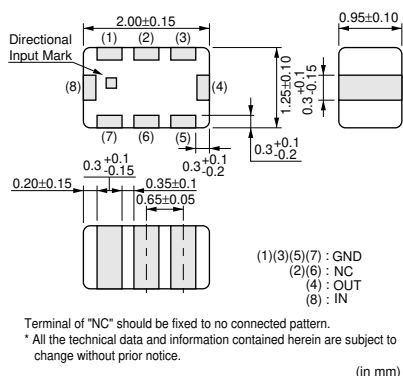 2.00±0.15
0.95±0.10
Directional
Input Mark
(1) (2) (3)
(8)
(4)
1.25±0.10
0.3 +0.1 -0.15
(7) (6) (5)
0.3 +0.1 -0.2
0.3 +0.1 -0.15
0.3 +0.1 -0.2
0.20±0.15
0.35±0.1
0.65±0.05
(1)(3)(5)(7) : GND
(2)(6) : NC
(4) : OUT
(8) : IN
Terminal of "NC" should be fixed to no connected pattern.
* All the technical data and information contained herein are subject to
change without prior notice.
(in mm)